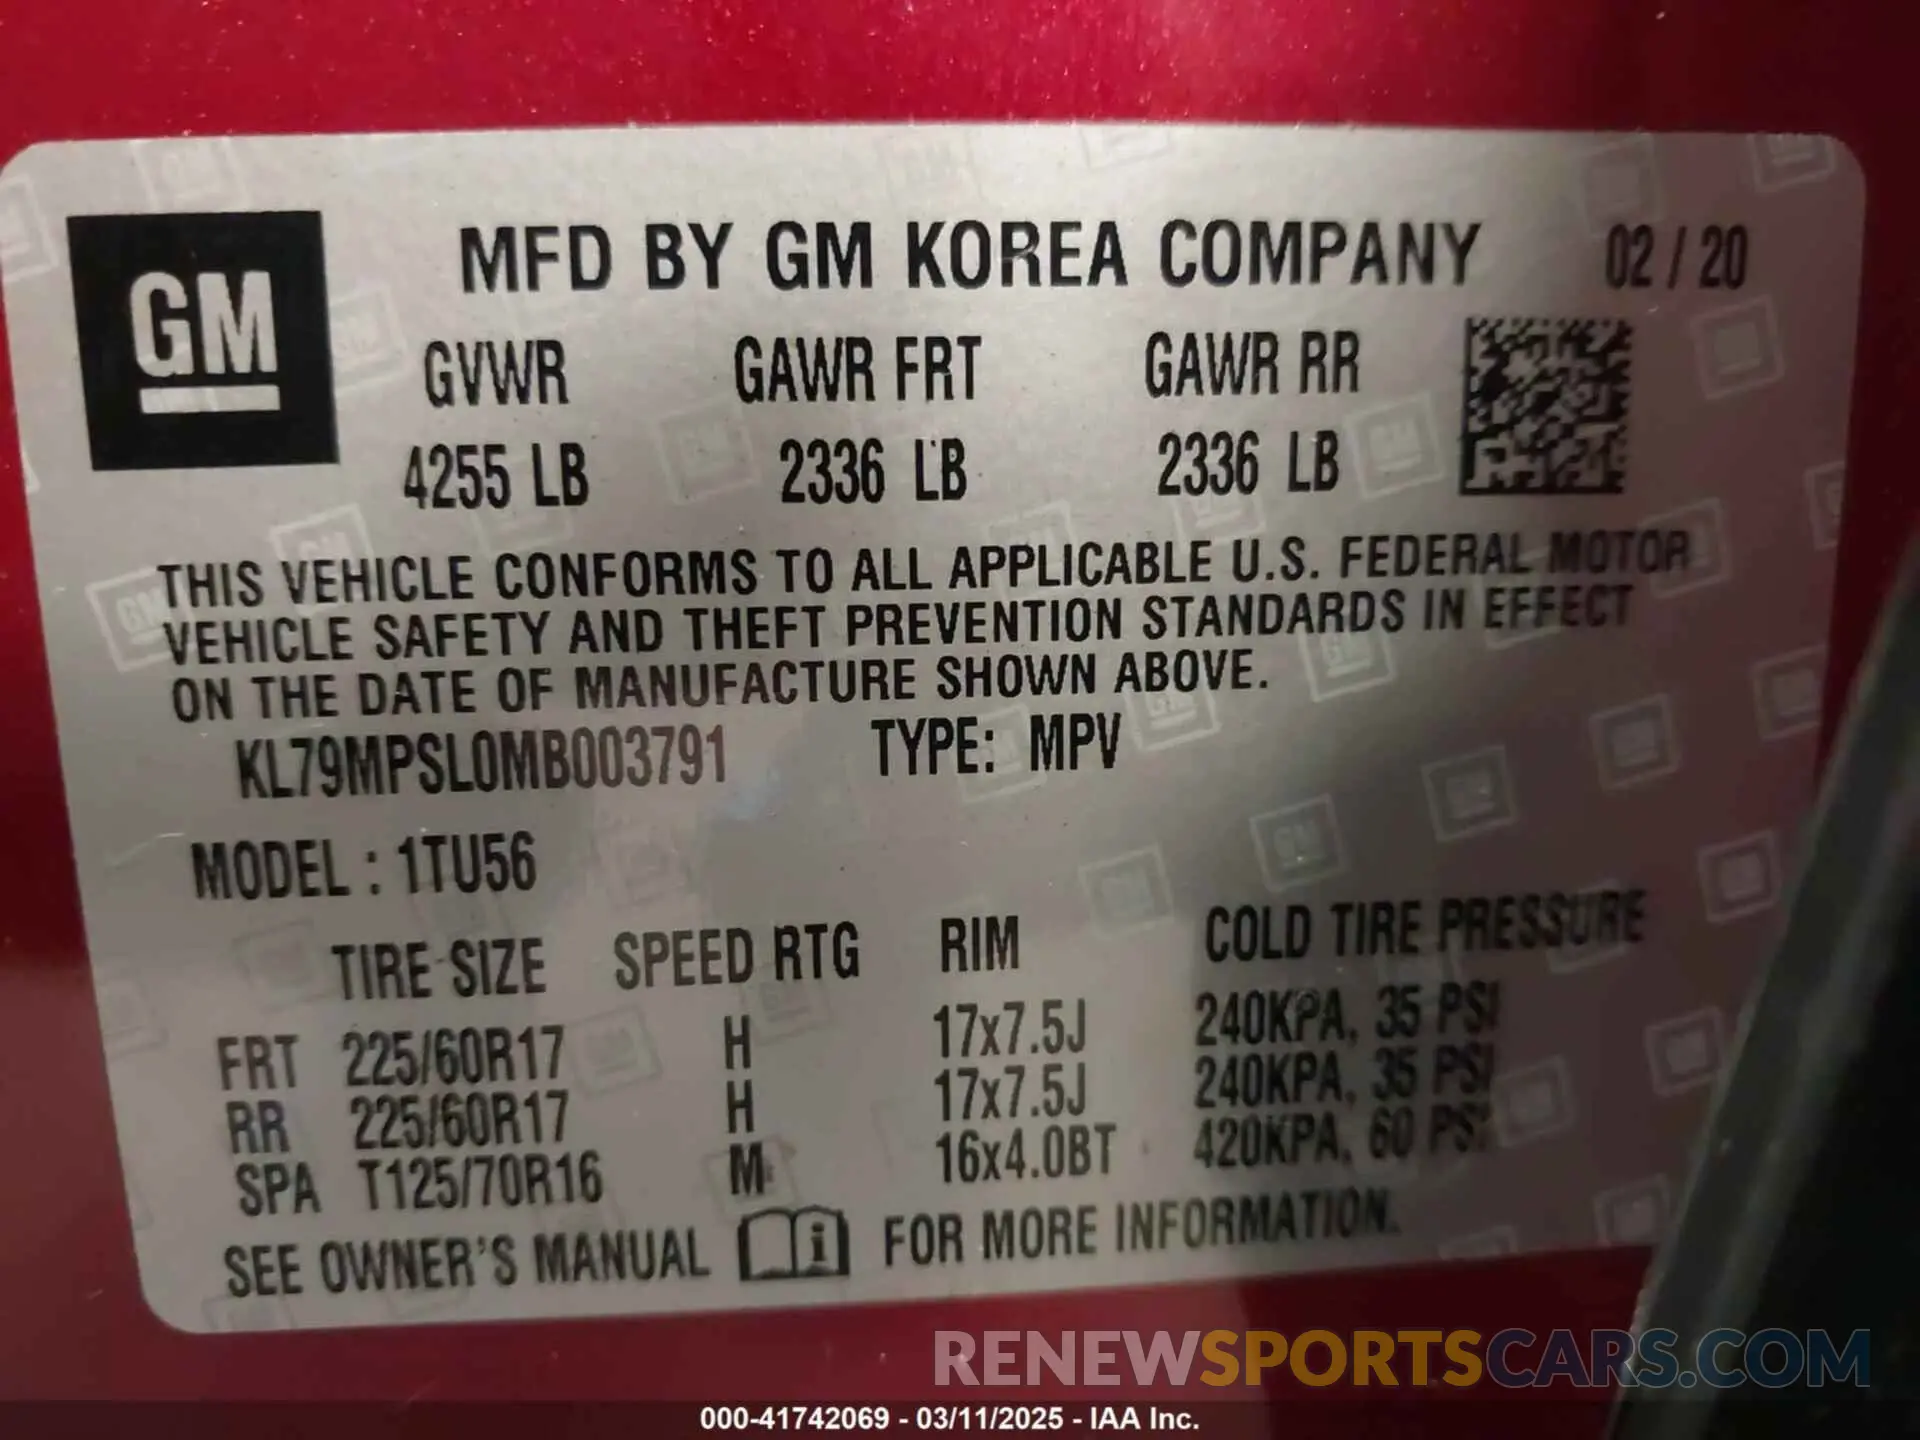 GM
MFD BY GM KOREA COMPANY 02 / 20
GVWR GAWR FRT GAWR RR
4255 LB 2336 LB 2336 LB
THIS VEHICLE CONFORMS TO ALL APPLICABLE U.S. FEDERAL MOTOR
VEHICLE SAFETY AND THEFT PREVENTION STANDARDS IN EFFECT
ON THE DATE OF MANUFACTURE SHOWN ABOVE.
KL79MPSL0MB003791 TYPE: MPV
MODEL : 1TU56
TIRE SIZE SPEED RTG RIM COLD TIRE PRESSURE
FRT 225/60R17 H 17x7.5J 240KPA, 35 PSI
RR 225/60R17 H 17x7.5J 240KPA, 35 PSI
SPA T125/70R16 M 16x4.0BT 420KPA, 60 PSI
SEE OWNER'S MANUAL i FOR MORE INFORMATION.
RENEWSPORTSCARS.COM
000-41742069 - 03/11/2025 - IAA Inc.